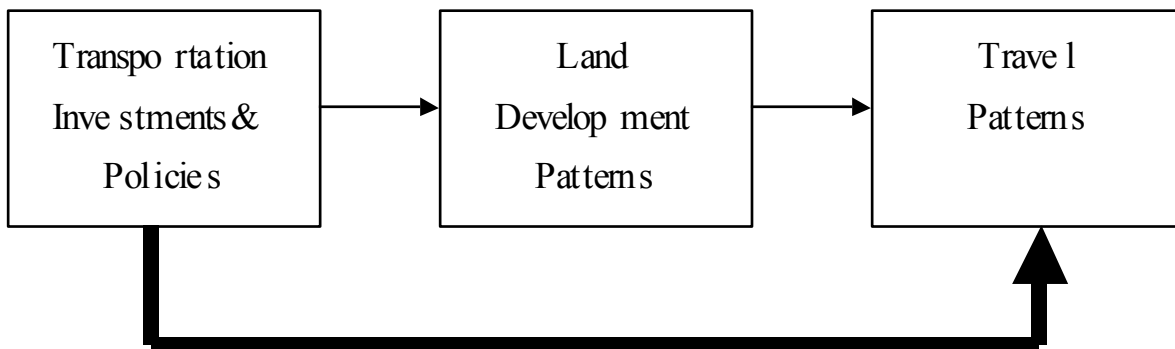 Transportation
Investments &
Policies
Land
Development
Patterns
Travel
Patterns